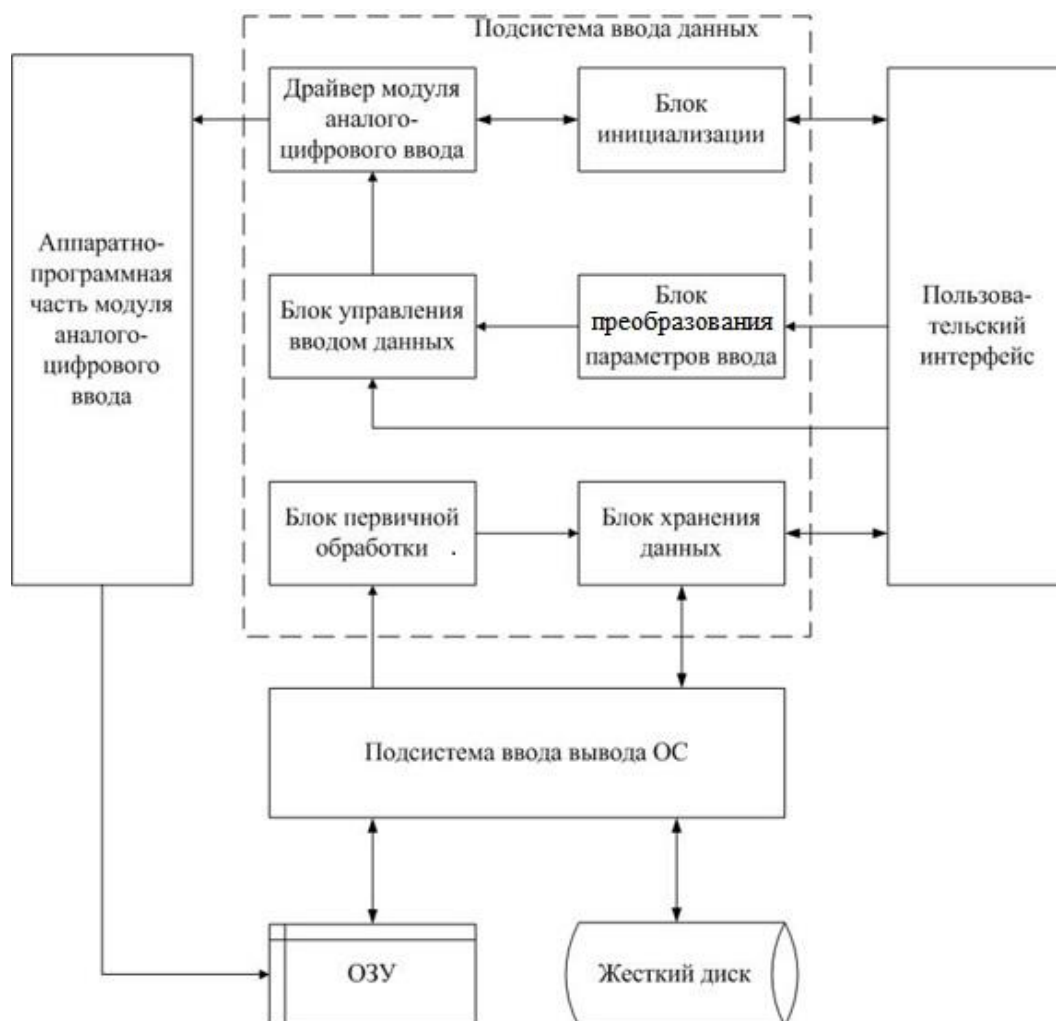 Подсистема ввода данных
Драйвер модуля
аналого-
цифрового ввода
Блок
инициализации
Аппаратно-
программная
часть модуля
аналого-
цифрового
ввода
Блок управления
вводом данных
Блок
преобразования
параметров ввода
Пользова-
тельский
интерфейс
Блок первичной
обработки .
Блок хранения
данных
Подсистема ввода вывода ОС
ОЗУ
Жесткий диск